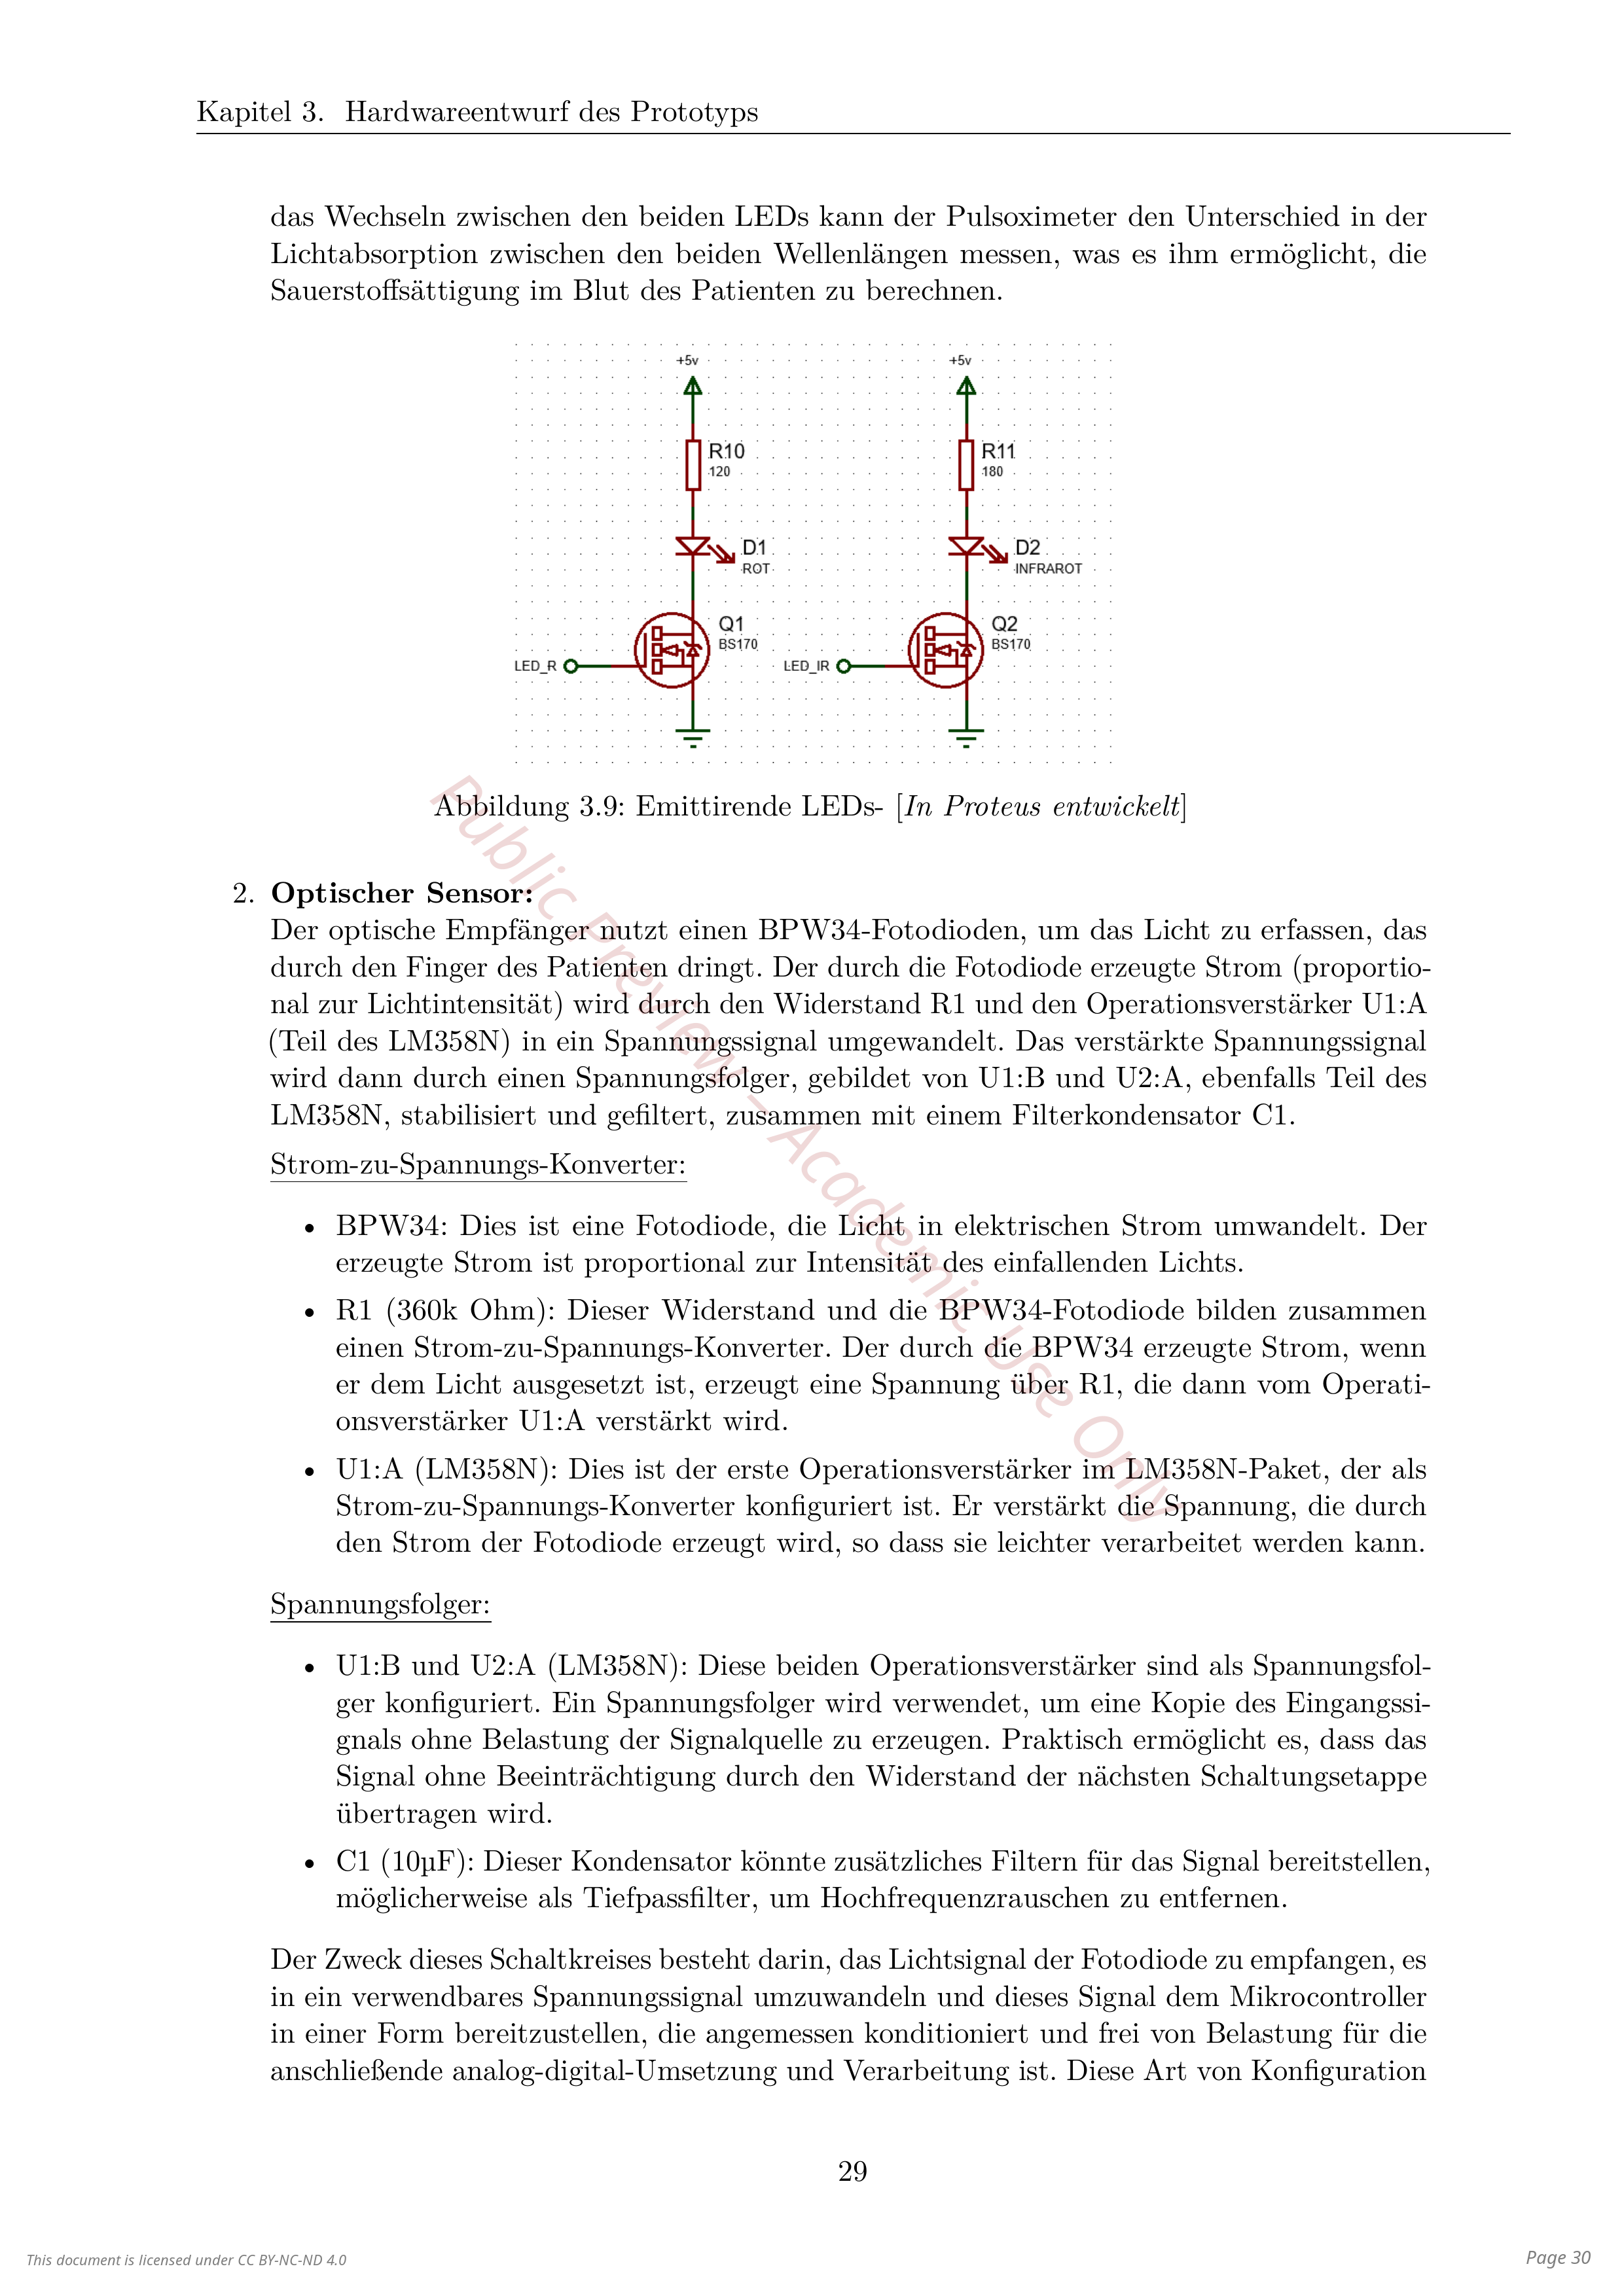 Kapitel 3. Hardwareentwurf des Prototyps
das Wechseln zwischen den beiden LEDs kann der Pulsoximeter den Unterschied in der
Lichtabsorption zwischen den beiden Wellenlängen messen, was es ihm ermöglicht, die
Sauerstoffsättigung im Blut des Patienten zu berechnen.
+5v +5v
R10 R11
120 180
D1 D2
ROT INFRAROT
Q1 Q2
BS170 BS170
LED_R LED_IR
Abbildung 3.9: Emittirende LEDs- [In Proteus entwickelt]
2. Optischer Sensor:
Der optische Empfänger nutzt einen BPW34-Fotodioden, um das Licht zu erfassen, das
durch den Finger des Patienten dringt. Der durch die Fotodiode erzeugte Strom (proportio-
nal zur Lichtintensität) wird durch den Widerstand R1 und den Operationsverstärker U1:A
(Teil des LM358N) in ein Spannungssignal umgewandelt. Das verstärkte Spannungssignal
wird dann durch einen Spannungsfolger, gebildet von U1:B und U2:A, ebenfalls Teil des
LM358N, stabilisiert und gefiltert, zusammen mit einem Filterkondensator C1.
Strom-zu-Spannungs-Konverter:
• BPW34: Dies ist eine Fotodiode, die Licht in elektrischen Strom umwandelt. Der
erzeugte Strom ist proportional zur Intensität des einfallenden Lichts.
• R1 (360k Ohm): Dieser Widerstand und die BPW34-Fotodiode bilden zusammen
einen Strom-zu-Spannungs-Konverter. Der durch die BPW34 erzeugte Strom, wenn
er dem Licht ausgesetzt ist, erzeugt eine Spannung über R1, die dann vom Operati-
onsverstärker U1:A verstärkt wird.
• U1:A (LM358N): Dies ist der erste Operationsverstärker im LM358N-Paket, der als
Strom-zu-Spannungs-Konverter konfiguriert ist. Er verstärkt die Spannung, die durch
den Strom der Fotodiode erzeugt wird, so dass sie leichter verarbeitet werden kann.
Spannungsfolger:
• U1:B und U2:A (LM358N): Diese beiden Operationsverstärker sind als Spannungsfol-
ger konfiguriert. Ein Spannungsfolger wird verwendet, um eine Kopie des Eingangssi-
gnals ohne Belastung der Signalquelle zu erzeugen. Praktisch ermöglicht es, dass das
Signal ohne Beeinträchtigung durch den Widerstand der nächsten Schaltungsetappe
übertragen wird.
• C1 (10µF): Dieser Kondensator könnte zusätzliches Filtern für das Signal bereitstellen,
möglicherweise als Tiefpassfilter, um Hochfrequenzrauschen zu entfernen.
Der Zweck dieses Schaltkreises besteht darin, das Lichtsignal der Fotodiode zu empfangen, es
in ein verwendbares Spannungssignal umzuwandeln und dieses Signal dem Mikrocontroller
in einer Form bereitzustellen, die angemessen konditioniert und frei von Belastung für die
anschließende analog-digital-Umsetzung und Verarbeitung ist. Diese Art von Konfiguration
29
Public Preview – Academic Use Only
This document is licensed under CC BY-NC-ND 4.0
Page 30